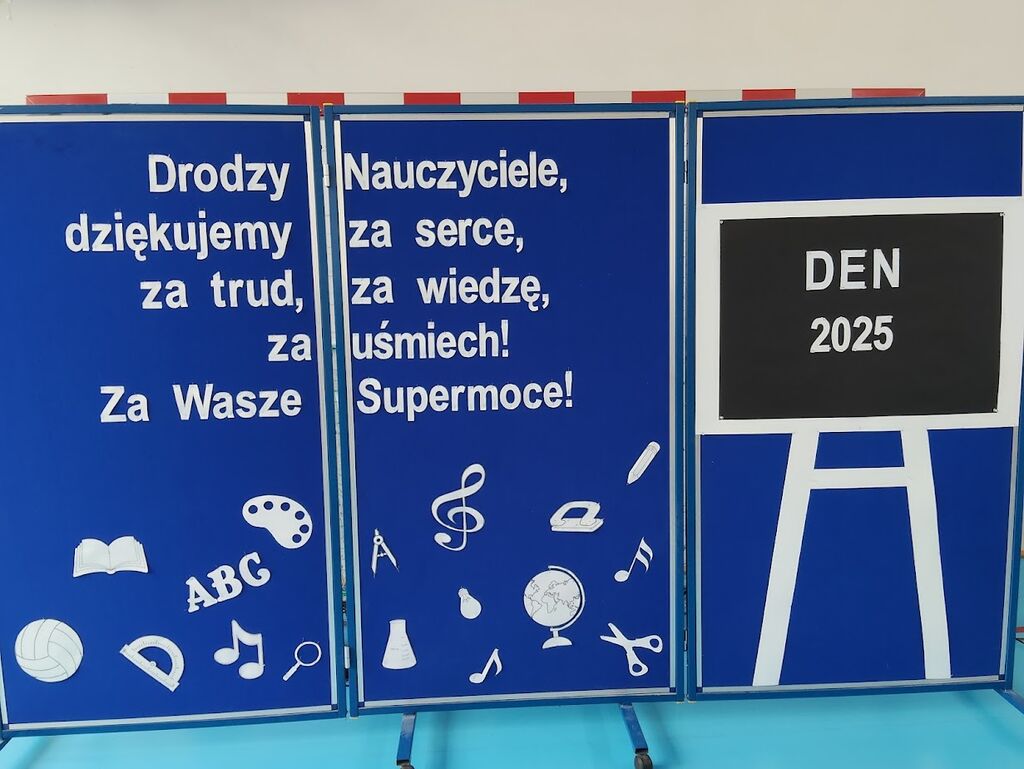 Drodzy Nauczyciele,
dziękujemy za serce,
za trud, za wiedzę,
za uśmiech!
Za Wasze Supermoce!
DEN
2025
ABC